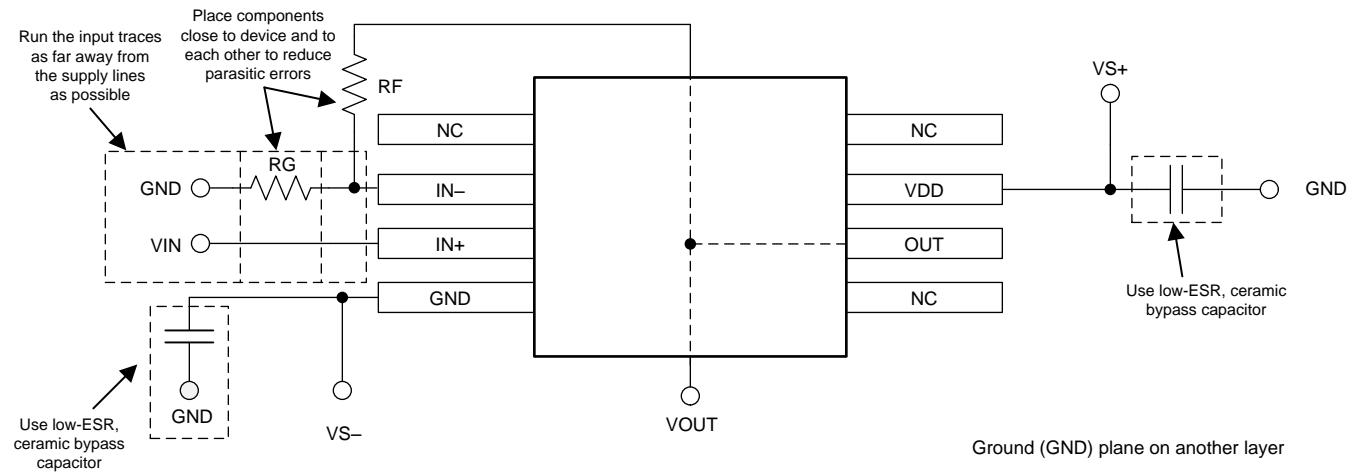 Run the input traces
as far away from
the supply lines
as possible
Place components
close to device and to
each other to reduce
parasitic errors
RF
VS+
NC
NC
RG
GND
IN–
VDD
GND
VIN
IN+
OUT
GND
NC
Use low-ESR, ceramic
bypass capacitor
GND
Use low-ESR,
ceramic bypass
capacitor
VS–
VOUT
Ground (GND) plane on another layer